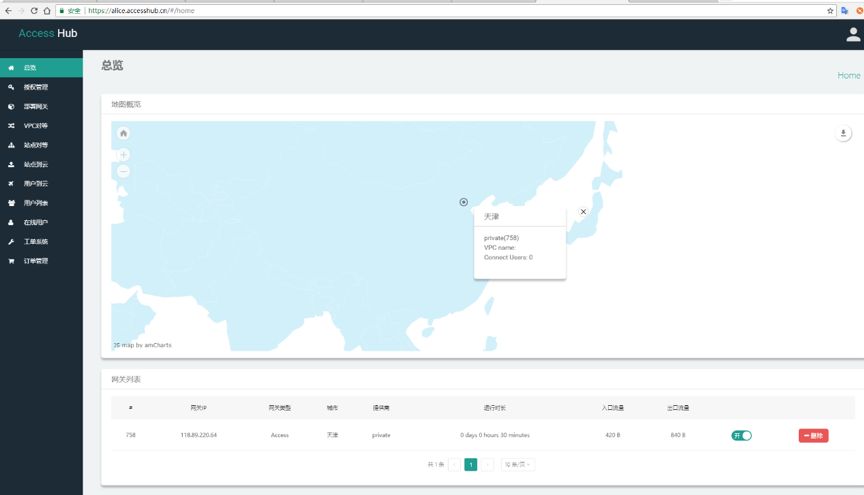 安全 https://alice.accesshub.cn/#/home
Access Hub
总览
授权管理
部署网关
VPC对等
站点对等
站点到云
用户到云
用户列表
在线用户
工单系统
订单管理
总览
Home
地图概览
天津
private(758)
VPC name:
Connect Users: 0
JS map by amCharts
网关列表
# 网关IP 网关类型 城市 提供商 运行时长 入口流量 出口流量
758 118.89.220.64 Access 天津 private 0 days 0 hours 30 minutes 420 B 840 B 开 删除
共 1 条 1 10 条/页